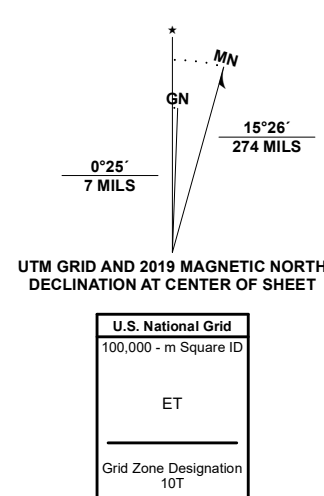 ★
MN
GN
15°26´
274 MILS
0°25´
7 MILS
UTM GRID AND 2019 MAGNETIC NORTH
DECLINATION AT CENTER OF SHEET
U.S. National Grid
100,000 - m Square ID
ET
Grid Zone Designation
10T